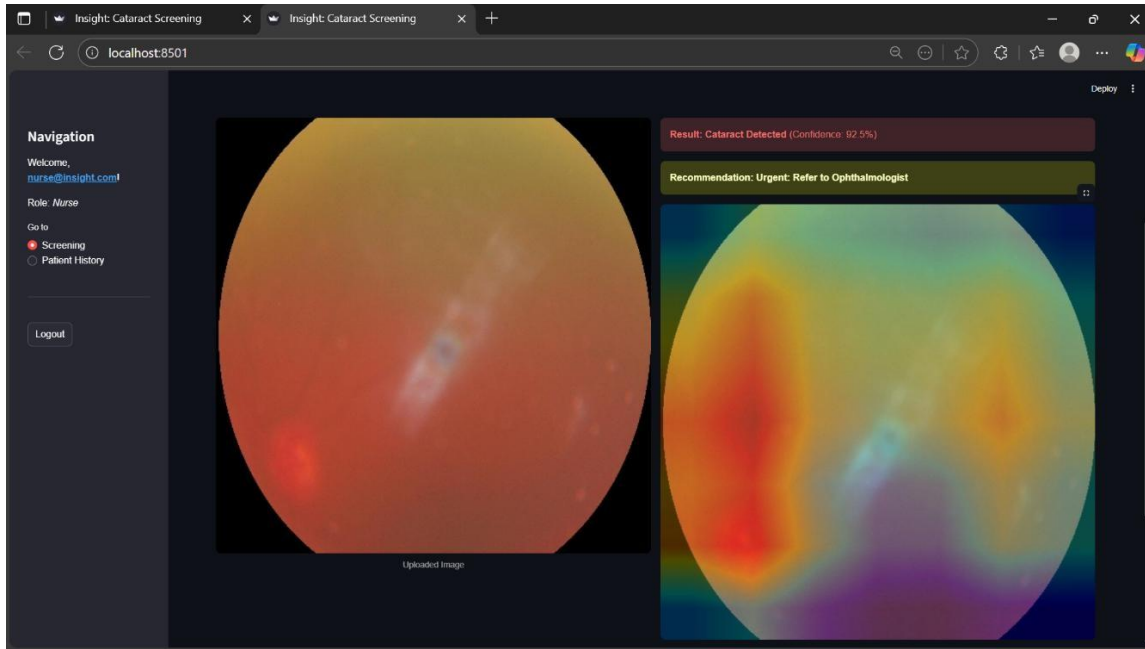 Insight: Cataract Screening
Insight: Cataract Screening
localhost:8501
Deploy
Navigation
Welcome,
nurse@insight.com!
Role: Nurse
Go to
Screening
Patient History
Logout
Uploaded Image
Result: Cataract Detected (Confidence: 92.5%)
Recommendation: Urgent: Refer to Ophthalmologist